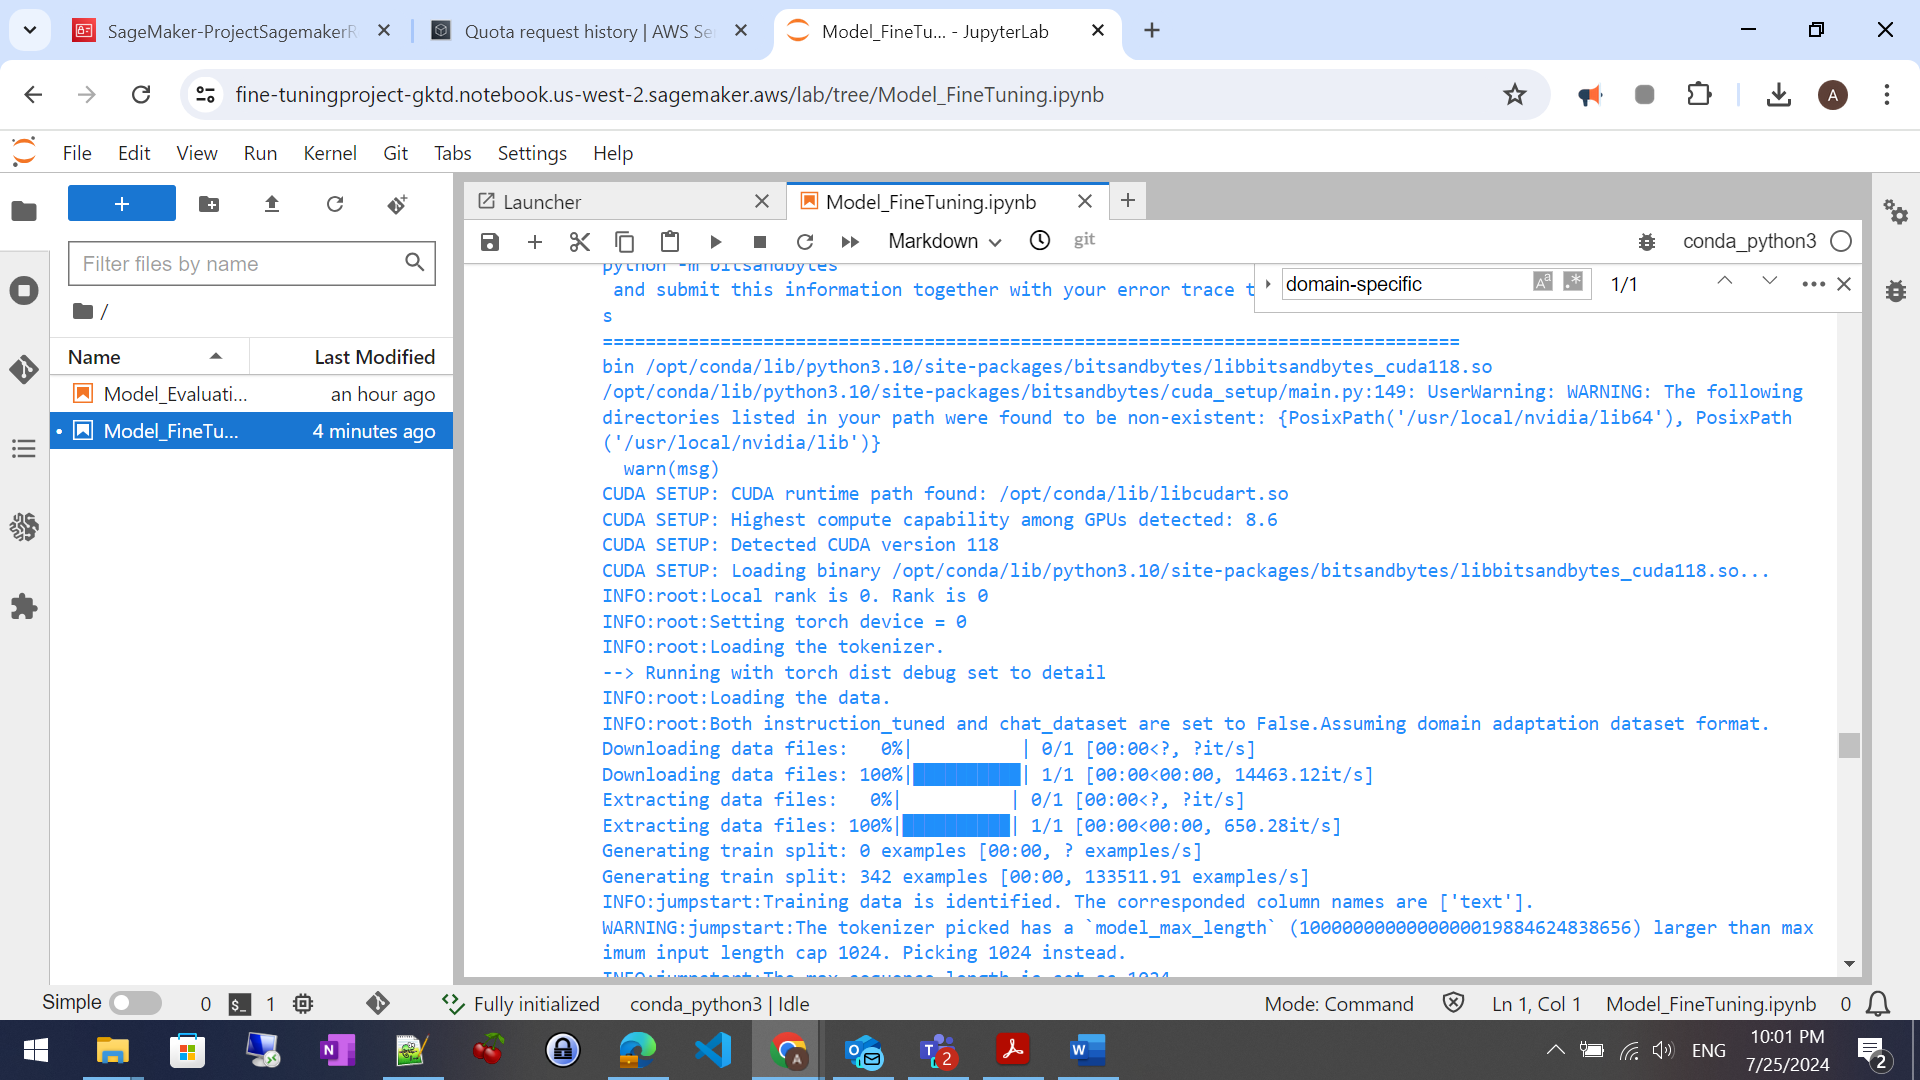 SageMaker-ProjectSagemakerR
Quota request history | AWS Se
Model_FineTu... - JupyterLab
fine-tuningproject-gktd.notebook.us-west-2.sagemaker.aws/lab/tree/Model_FineTuning.ipynb
A
File Edit View Run Kernel Git Tabs Settings Help
Launcher
Model_FineTuning.ipynb
Markdown
git
conda_python3
Filter files by name
/
Name Last Modified
Model_Evaluati... an hour ago
Model_FineTu... 4 minutes ago
domain-specific 1/1
python -m bitsandbytes
and submit this information together with your error trace t
s
================================================================================
bin /opt/conda/lib/python3.10/site-packages/bitsandbytes/libbitsandbytes_cuda118.so
/opt/conda/lib/python3.10/site-packages/bitsandbytes/cuda_setup/main.py:149: UserWarning: WARNING: The following
directories listed in your path were found to be non-existent: {PosixPath('/usr/local/nvidia/lib64'), PosixPath
('/usr/local/nvidia/lib')}
warn(msg)
CUDA SETUP: CUDA runtime path found: /opt/conda/lib/libcudart.so
CUDA SETUP: Highest compute capability among GPUs detected: 8.6
CUDA SETUP: Detected CUDA version 118
CUDA SETUP: Loading binary /opt/conda/lib/python3.10/site-packages/bitsandbytes/libbitsandbytes_cuda118.so...
INFO:root:Local rank is 0. Rank is 0
INFO:root:Setting torch device = 0
INFO:root:Loading the tokenizer.
--> Running with torch dist debug set to detail
INFO:root:Loading the data.
INFO:root:Both instruction_tuned and chat_dataset are set to False.Assuming domain adaptation dataset format.
Downloading data files:   0%|          | 0/1 [00:00<?, ?it/s]
Downloading data files: 100%|██████████| 1/1 [00:00<00:00, 14463.12it/s]
Extracting data files:   0%|          | 0/1 [00:00<?, ?it/s]
Extracting data files: 100%|██████████| 1/1 [00:00<00:00, 650.28it/s]
Generating train split: 0 examples [00:00, ? examples/s]
Generating train split: 342 examples [00:00, 133511.91 examples/s]
INFO:jumpstart:Training data is identified. The corresponded column names are ['text'].
WARNING:jumpstart:The tokenizer picked has a `model_max_length` (1000000000000000019884624838656) larger than max
imum input length cap 1024. Picking 1024 instead.
INFO:jumpstart:The max sequence length is set as 1024
Simple 0 1 Fully initialized conda_python3 | Idle Mode: Command Ln 1, Col 1 Model_FineTuning.ipynb 0
ENG
10:01 PM
7/25/2024
2
2